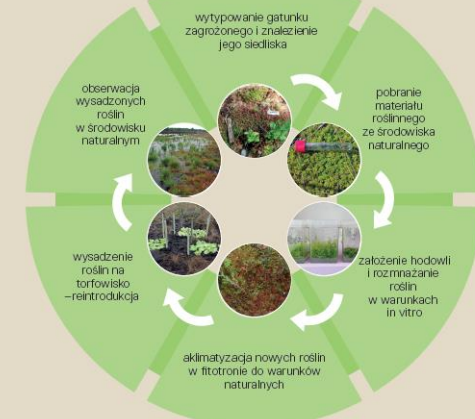 wytypowanie gatunku
zagrożonego i znalezienie
jego siedliska
pobranie
materiału
roślinnego
ze środowiska
naturalnego
założenie hodowli
i rozmnażanie
roślin
w warunkach
in vitro
aklimatyzacja nowych roślin
w fitotronie do warunków
naturalnych
wysadzenie
roślin na
torfowisko
–reintrodukcja
obserwacja
wysadzonych
roślin
w środowisku
naturalnym